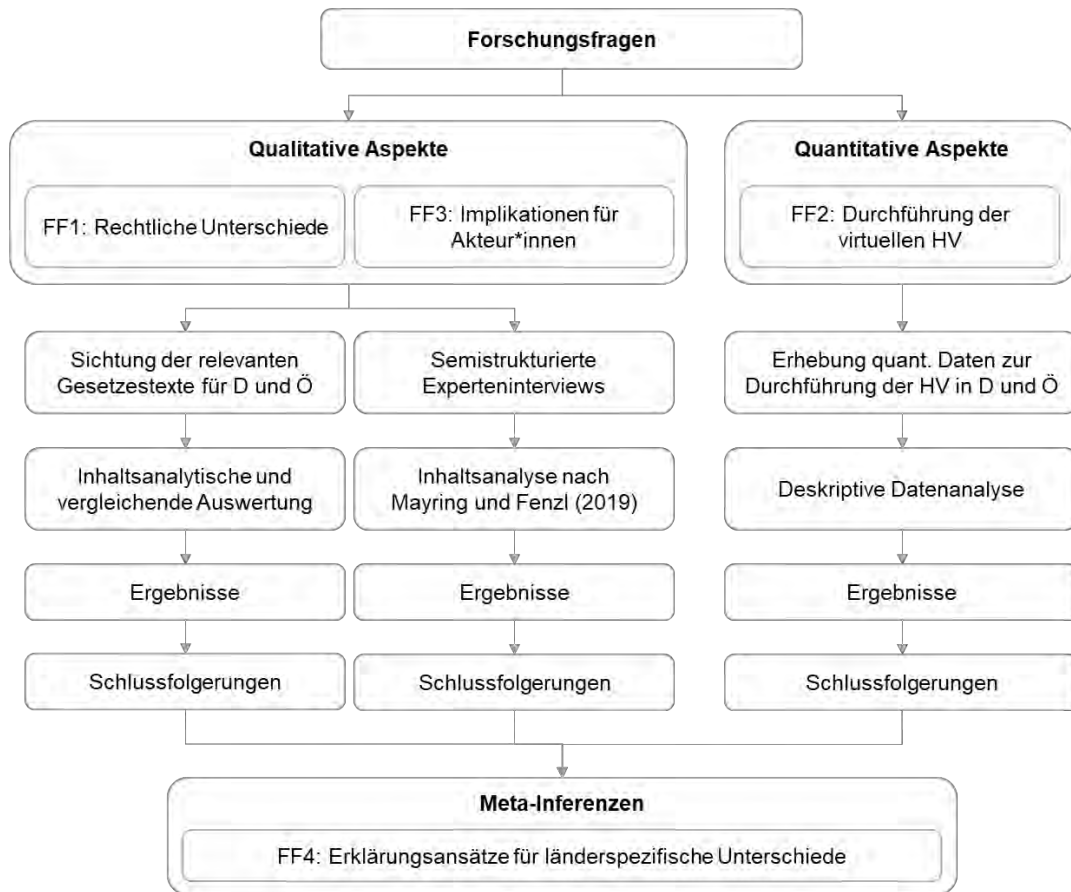 Forschungsfragen
Qualitative Aspekte
FF1: Rechtliche Unterschiede
FF3: Implikationen für
Akteur*innen
Quantitative Aspekte
FF2: Durchführung der
virtuellen HV
Sichtung der relevanten
Gesetzestexte für D und Ö
Semistrukturierte
Experteninterviews
Erhebung quant. Daten zur
Durchführung der HV in D und Ö
Inhaltsanalytische und
vergleichende Auswertung
Inhaltsanalyse nach
Mayring und Fenzl (2019)
Deskriptive Datenanalyse
Ergebnisse
Ergebnisse
Ergebnisse
Schlussfolgerungen
Schlussfolgerungen
Schlussfolgerungen
Meta-Inferenzen
FF4: Erklärungsansätze für länderspezifische Unterschiede